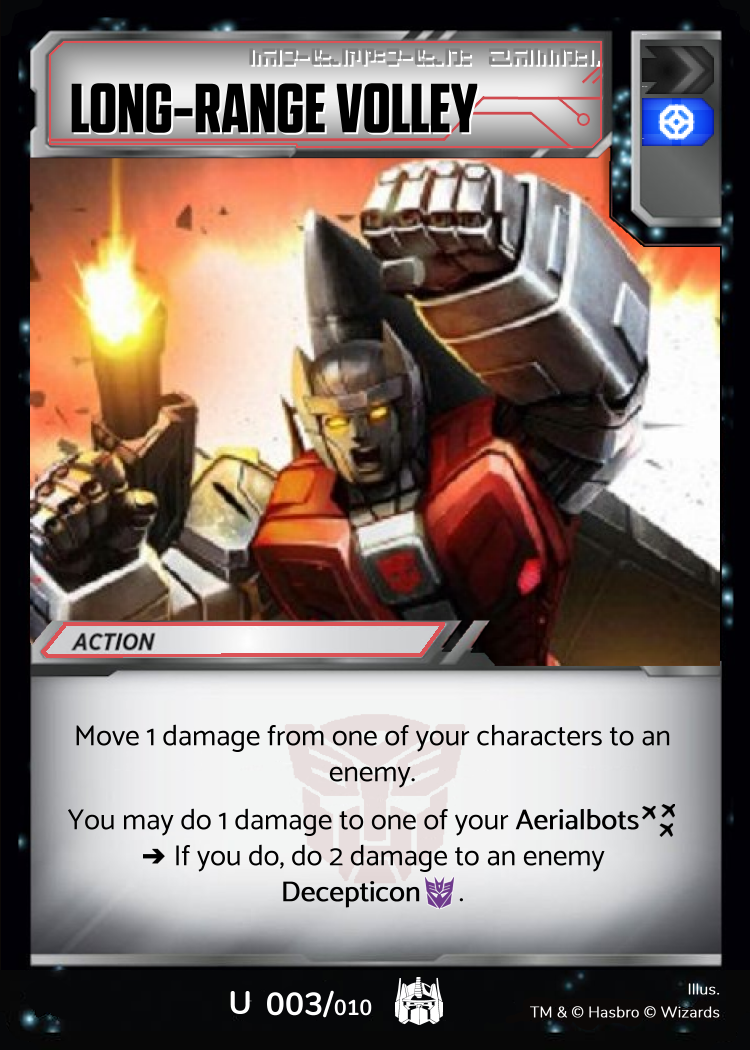 LONG-RANGE VOLLEY
ACTION
Move 1 damage from one of your characters to an
enemy.
You may do 1 damage to one of your Aerialbots
➔ If you do, do 2 damage to an enemy
Decepticon.
U 003/010
Illus.
TM & © Hasbro © Wizards